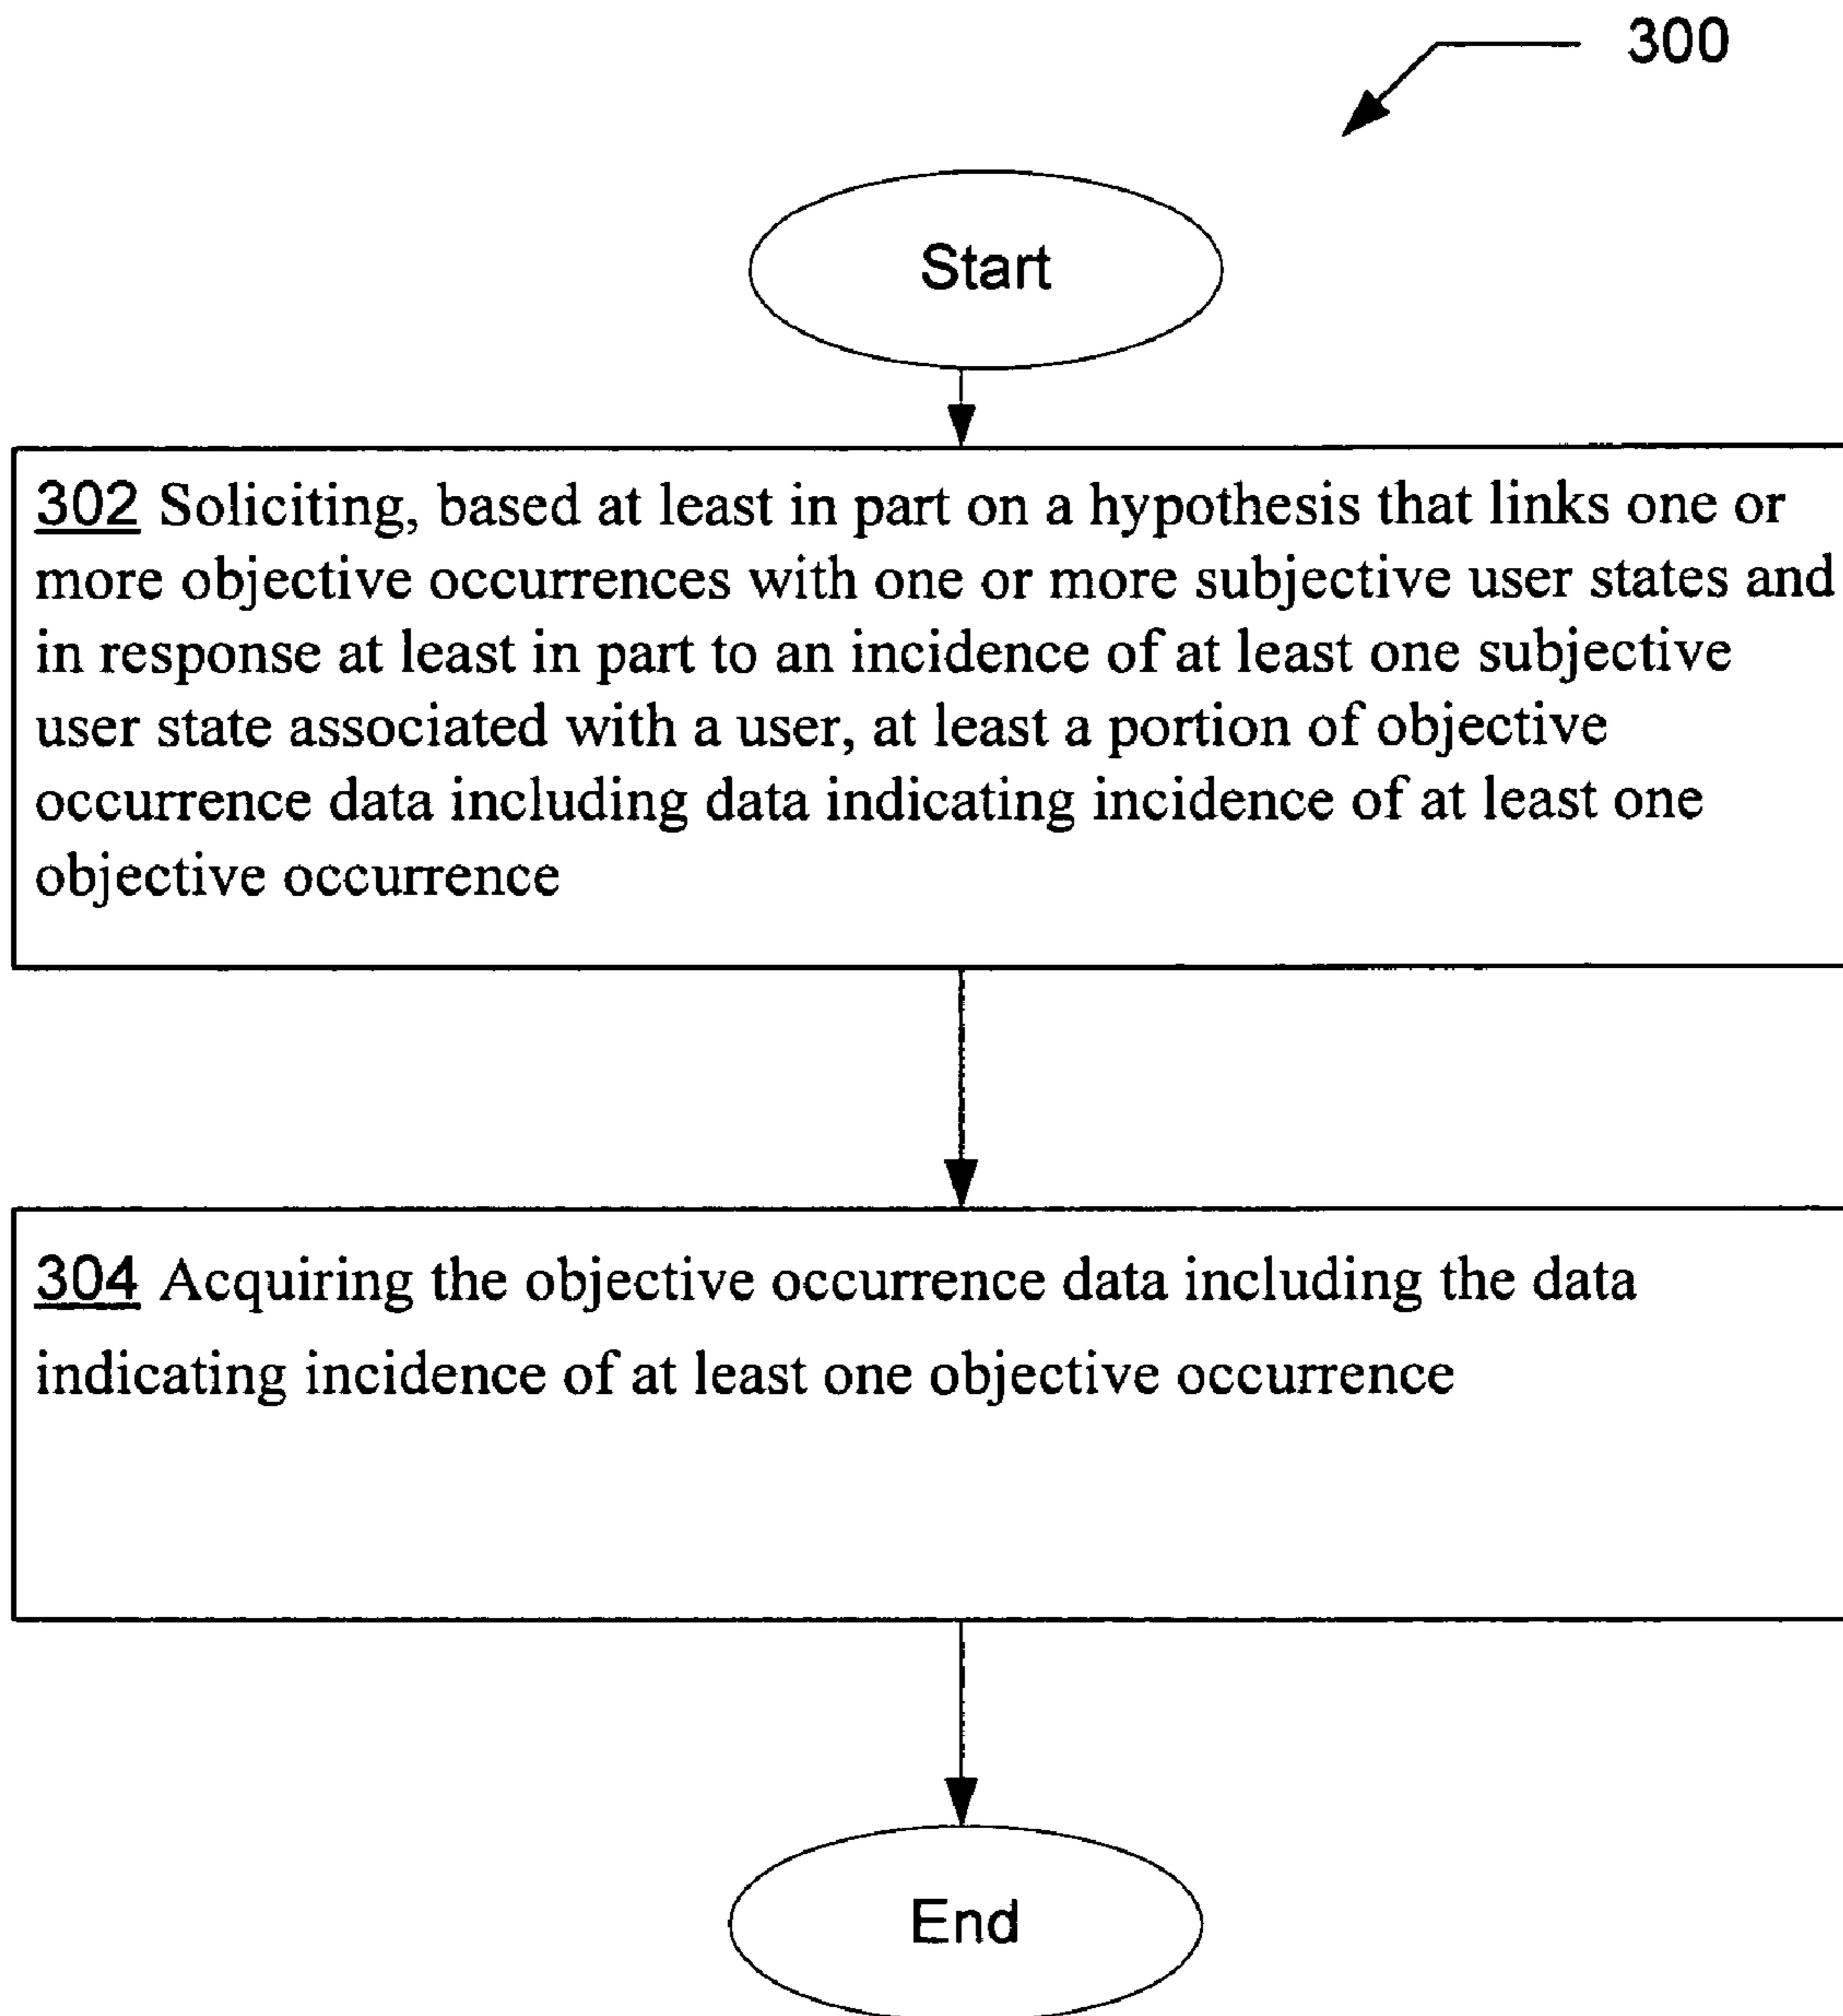 300
Start
302 Soliciting, based at least in part on a hypothesis that links one or
more objective occurrences with one or more subjective user states and
in response at least in part to an incidence of at least one subjective
user state associated with a user, at least a portion of objective
occurrence data including data indicating incidence of at least one
objective occurrence
304 Acquiring the objective occurrence data including the data
indicating incidence of at least one objective occurrence
End